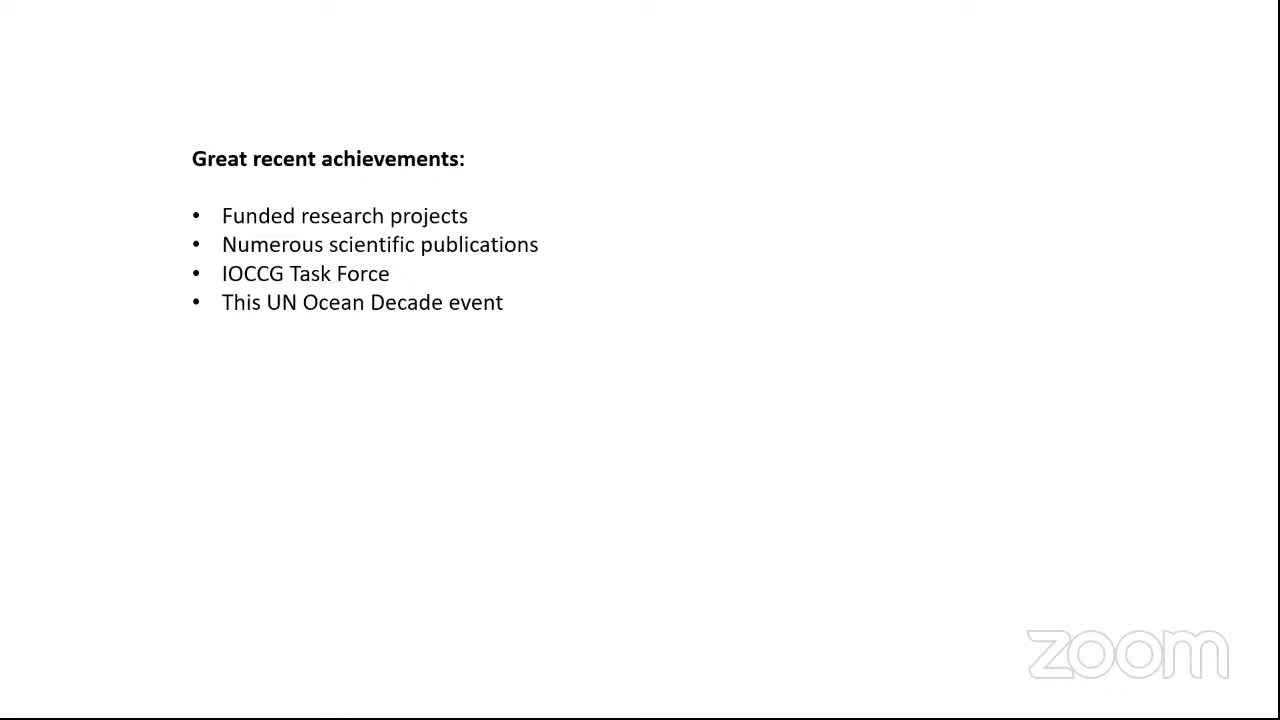 Great recent achievements:
• Funded research projects
• Numerous scientific publications
• IOCCG Task Force
• This UN Ocean Decade event
zoom